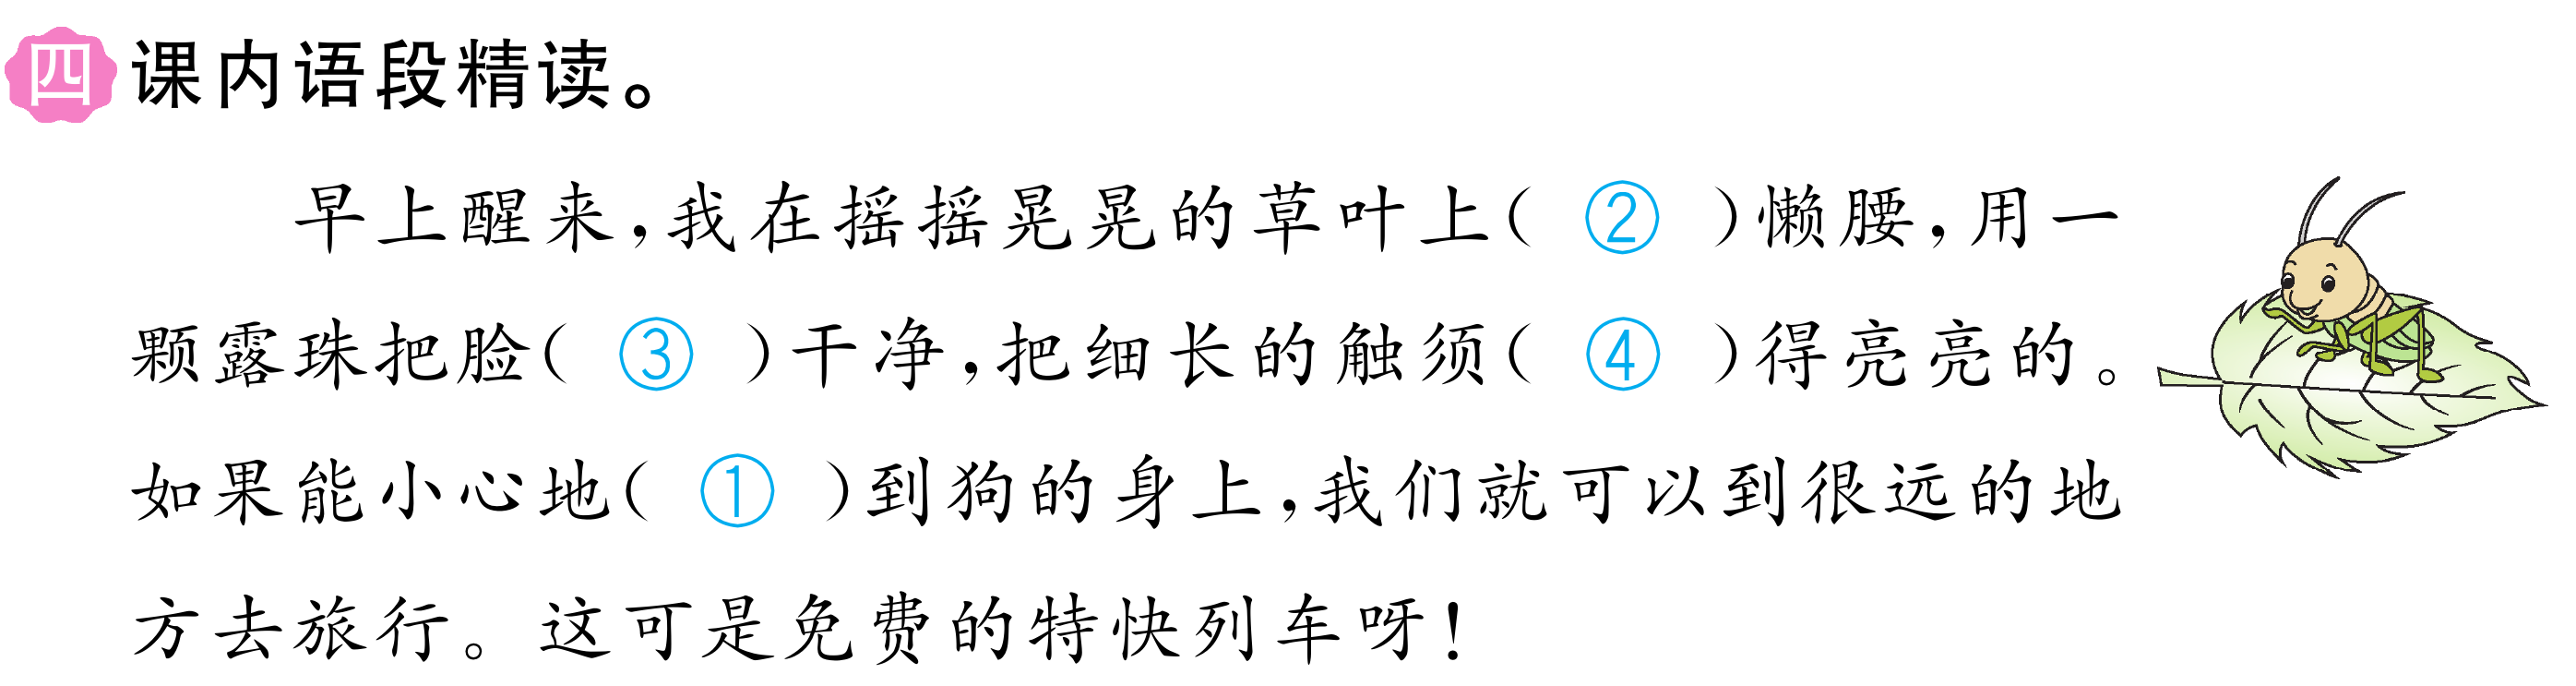 四 课内语段精读。
早上醒来,我在摇摇晃晃的草叶上( ② )懒腰,用一
颗露珠把脸( ③ )干净,把细长的触须( ④ )得亮亮的。
如果能小心地( ① )到狗的身上,我们就可以到很远的地
方去旅行。这可是免费的特快列车呀!